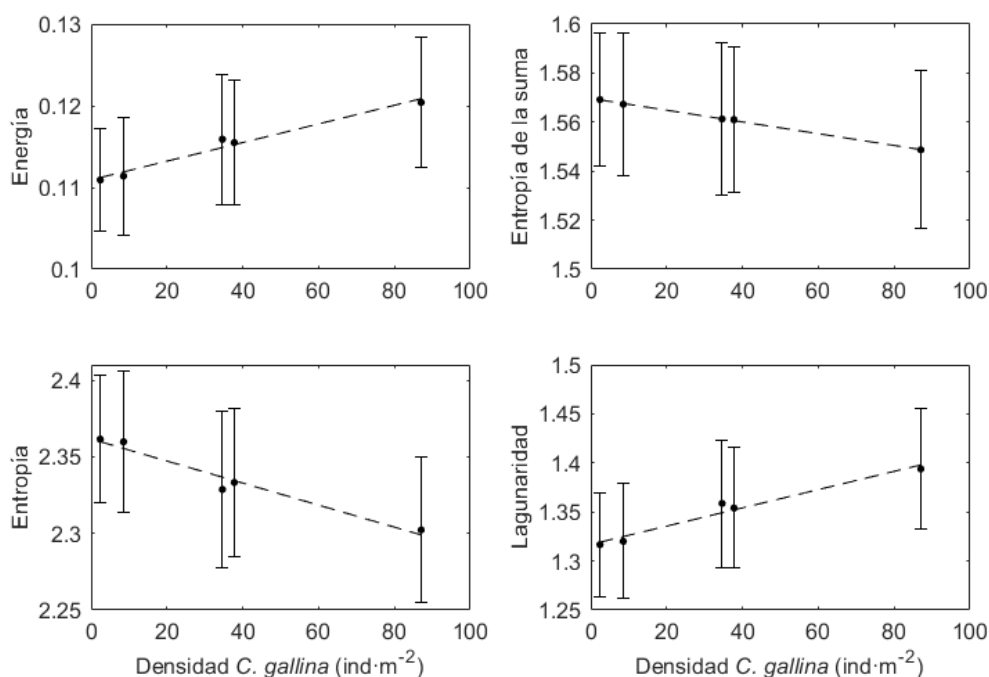 0.13
0.12
0.11
0.1
Energía
0 20 40 60 80 100
1.6
1.58
1.56
1.54
1.52
1.5
Entropía de la suma
0 20 40 60 80 100
2.4
2.35
2.3
2.25
Entropía
0 20 40 60 80 100
Densidad C. gallina (ind·m⁻²)
1.5
1.45
1.4
1.35
1.3
1.25
Lagunaridad
0 20 40 60 80 100
Densidad C. gallina (ind·m⁻²)